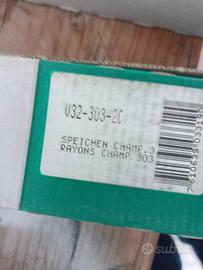 V32-303-2C
SPEICHEN CHAMP.3
RAYONS CHAMP.303
Subito